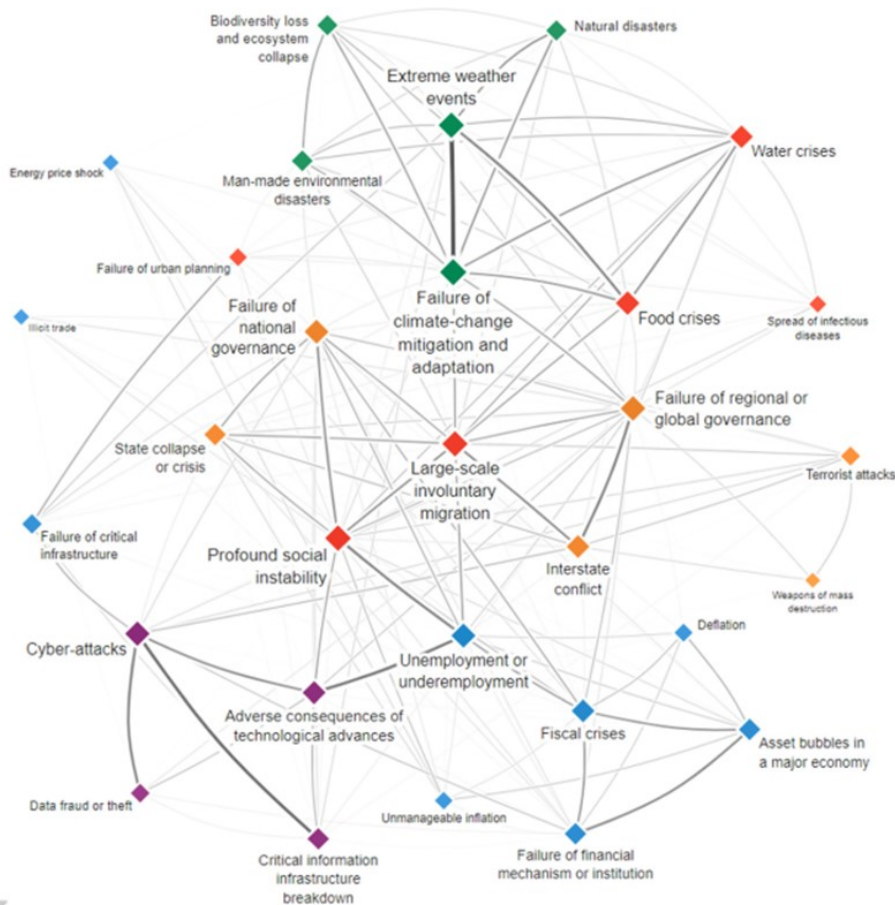 Biodiversity loss
and ecosystem
collapse
Natural disasters
Extreme weather
events
Water crises
Energy price shock
Man-made environmental
disasters
Failure of urban planning
Failure of
climate-change
mitigation and
adaptation
Food crises
Spread of infectious
diseases
Illicit trade
Failure of
national
governance
Failure of regional or
global governance
State collapse
or crisis
Large-scale
involuntary
migration
Terrorist attacks
Failure of critical
infrastructure
Profound social
instability
Interstate
conflict
Weapons of mass
destruction
Cyber-attacks
Unemployment or
underemployment
Deflation
Adverse consequences of
technological advances
Fiscal crises
Asset bubbles in
a major economy
Data fraud or theft
Unmanageable inflation
Critical information
infrastructure
breakdown
Failure of financial
mechanism or institution